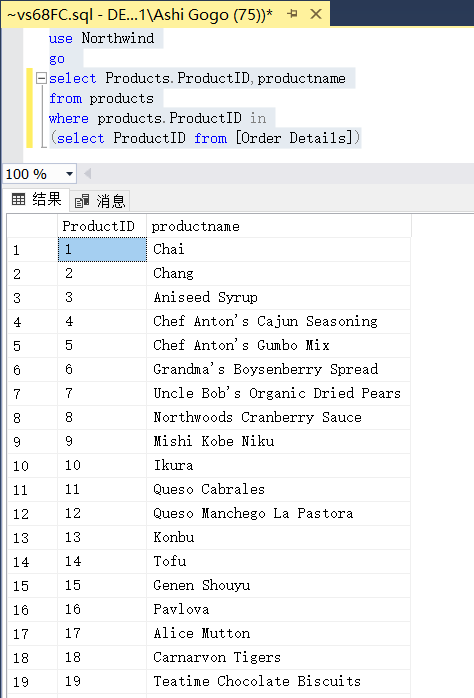 ~vs68FC.sql - DE...1\Ashi Gogo (75))*
use Northwind
go
select Products.ProductID,productname
from products
where products.ProductID in
(select ProductID from [Order Details])
100 %
结果 消息
ProductID productname
1 1 Chai
2 2 Chang
3 3 Aniseed Syrup
4 4 Chef Anton's Cajun Seasoning
5 5 Chef Anton's Gumbo Mix
6 6 Grandma's Boysenberry Spread
7 7 Uncle Bob's Organic Dried Pears
8 8 Northwoods Cranberry Sauce
9 9 Mishi Kobe Niku
10 10 Ikura
11 11 Queso Cabrales
12 12 Queso Manchego La Pastora
13 13 Konbu
14 14 Tofu
15 15 Genen Shouyu
16 16 Pavlova
17 17 Alice Mutton
18 18 Carnarvon Tigers
19 19 Teatime Chocolate Biscuits